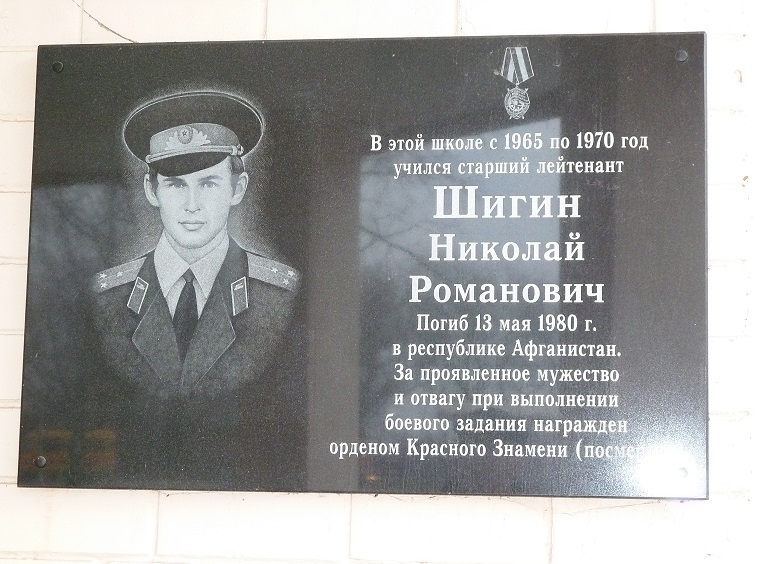 В этой школе с 1965 по 1970 год
учился старший лейтенант
Шигин
Николай
Романович
Погиб 13 мая 1980 г.
в республике Афганистан.
За проявленное мужество
и отвагу при выполнении
боевого задания награжден
орденом Красного Знамени